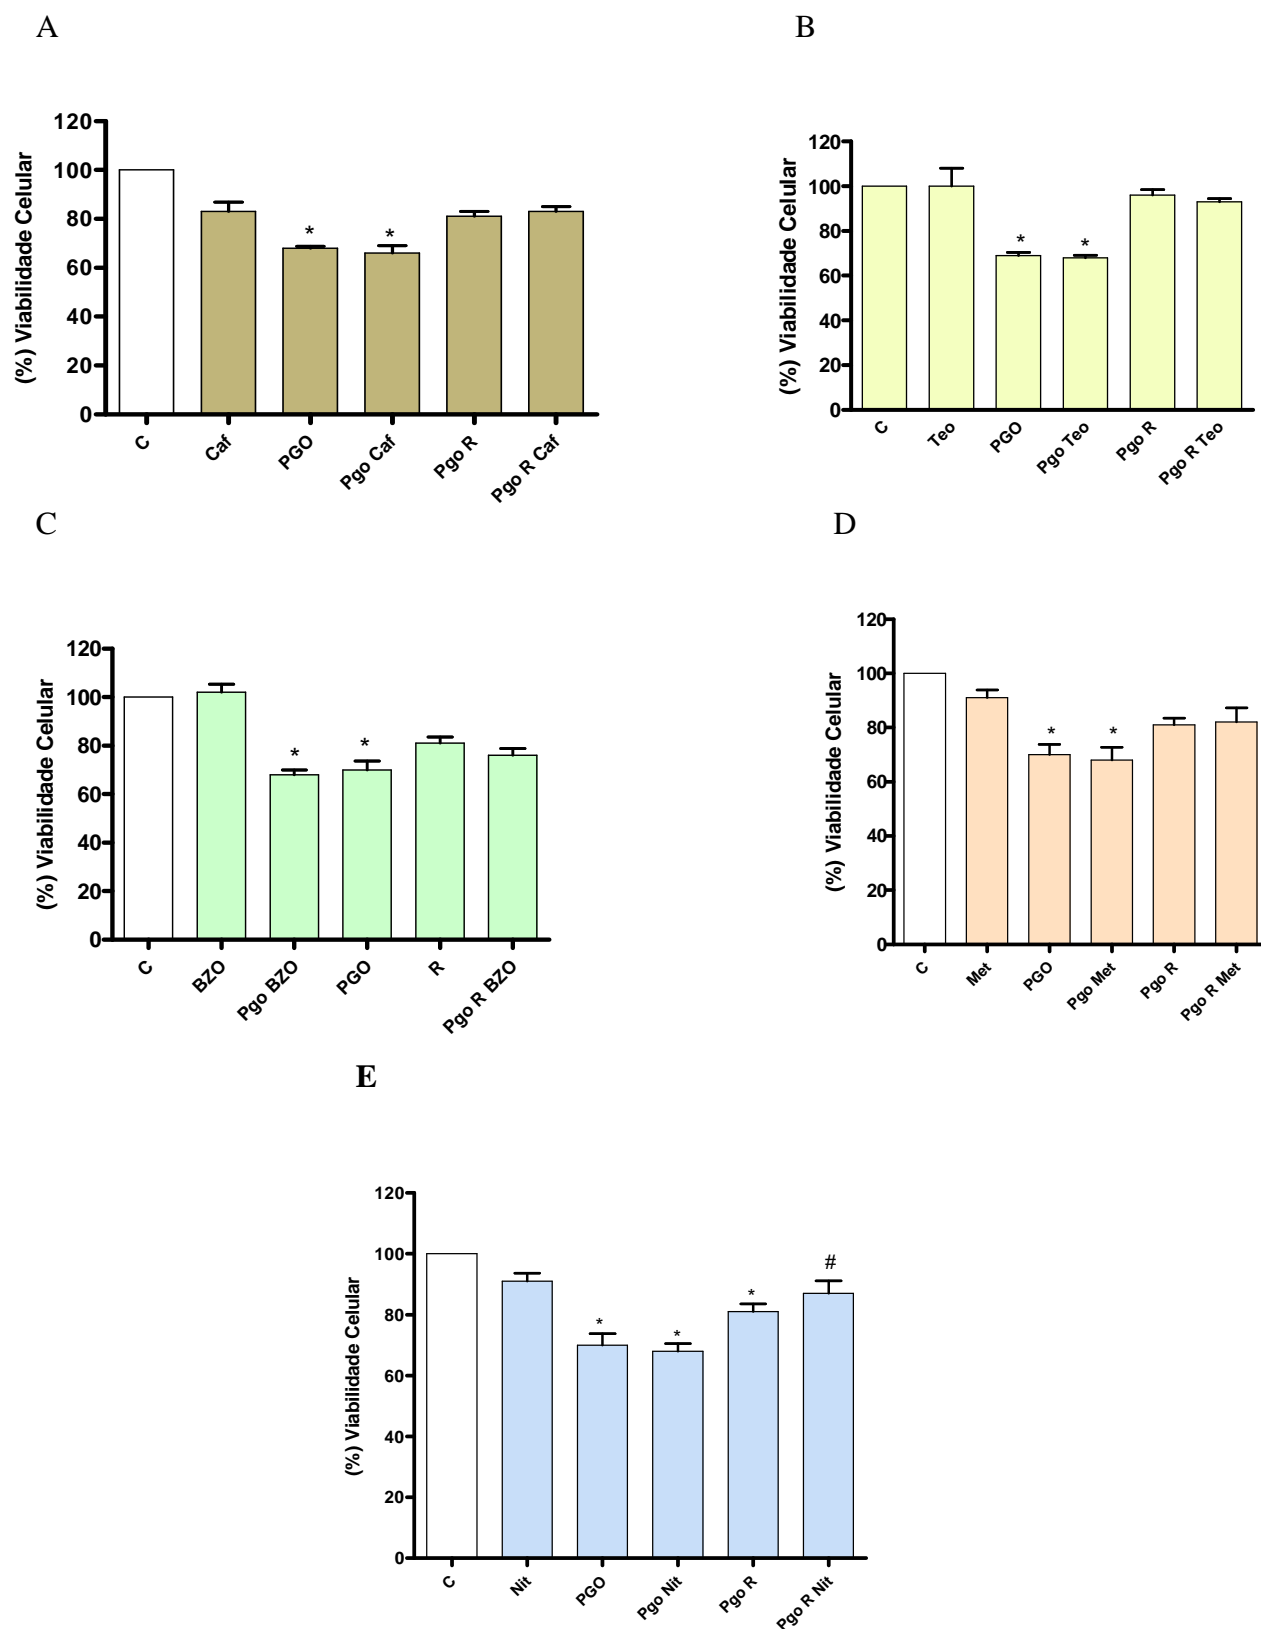 A
B
(%) Viabilidade Celular
120
100
80
60
40
20
0
*
*
C
Caf
PGO
Pgo Caf
Pgo R
Pgo R Caf
(%) Viabilidade Celular
120
100
80
60
40
20
0
*
*
C
Teo
PGO
Pgo Teo
Pgo R
Pgo R Teo
C
D
(%) Viabilidade Celular
120
100
80
60
40
20
0
*
*
C
BZO
Pgo BZO
PGO
R
Pgo R BZO
(%) Viabilidade Celular
120
100
80
60
40
20
0
*
*
C
Met
PGO
Pgo Met
Pgo R
Pgo R Met
E
(%) Viabilidade Celular
120
100
80
60
40
20
0
*
*
*
#
C
Nit
PGO
Pgo Nit
Pgo R
Pgo R Nit